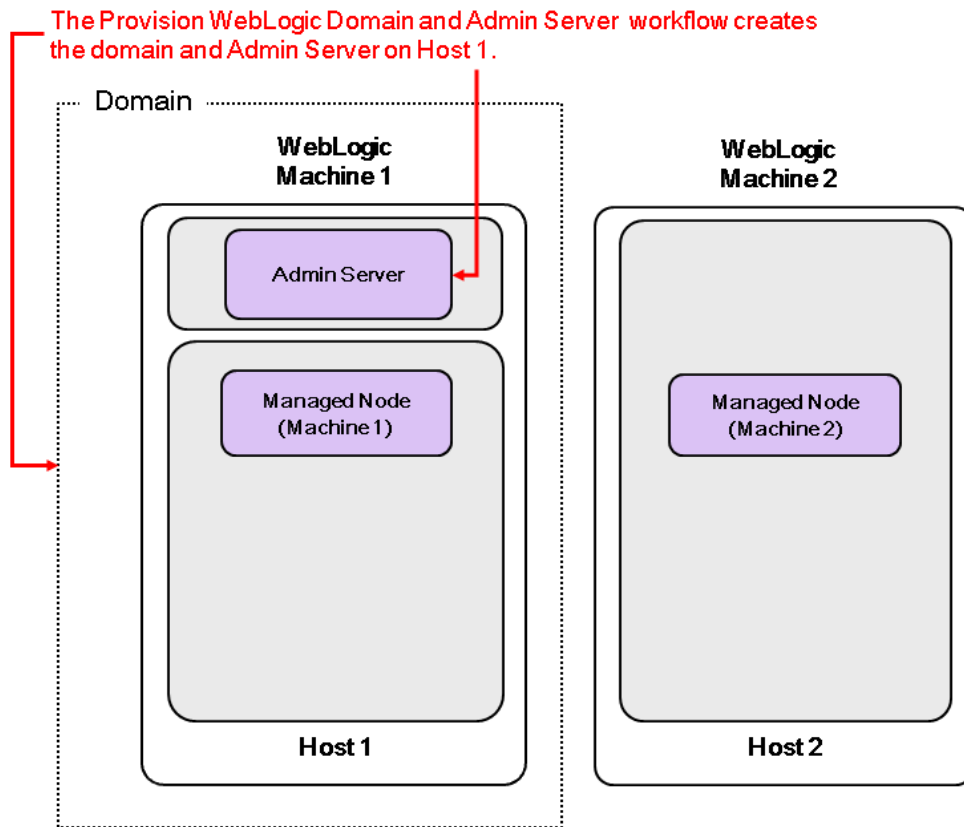 The Provision WebLogic Domain and Admin Server workflow creates
the domain and Admin Server on Host 1.
Domain
WebLogic
Machine 1
WebLogic
Machine 2
Admin Server
Managed Node
(Machine 1)
Managed Node
(Machine 2)
Host 1
Host 2